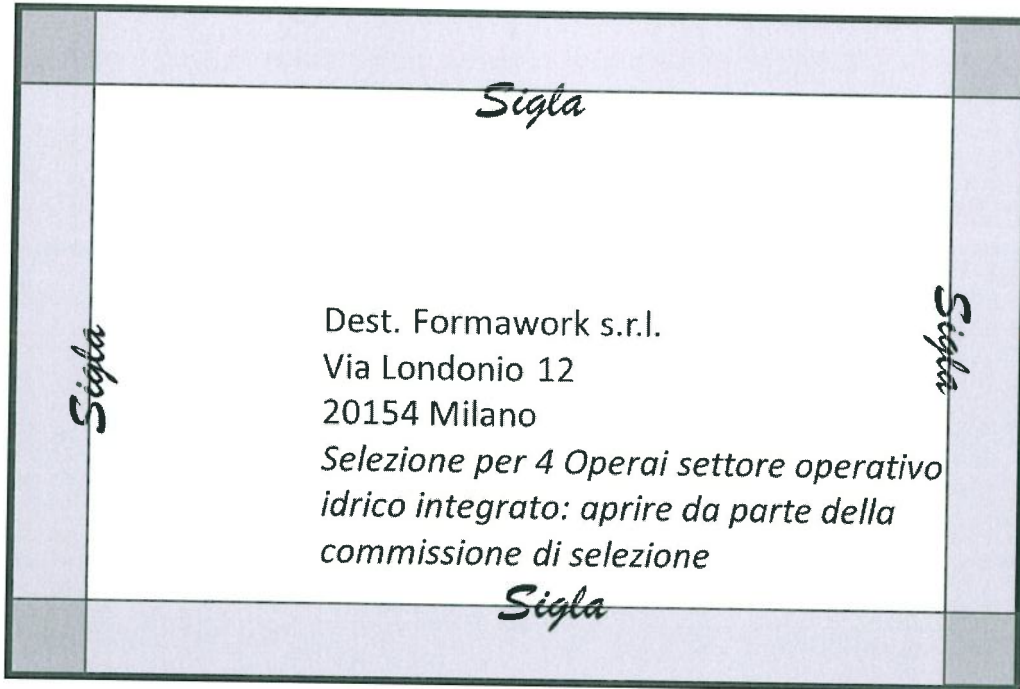 Sigla
Dest. Formawork s.r.l.
Via Londonio 12
20154 Milano
Selezione per 4 Operai settore operativo
idrico integrato: aprire da parte della
commissione di selezione
Sigla
Sigla
Sigla